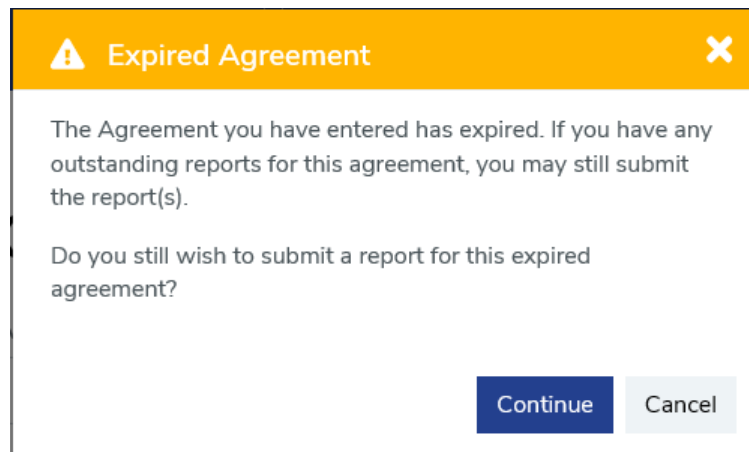 Expired Agreement
The Agreement you have entered has expired. If you have any
outstanding reports for this agreement, you may still submit
the report(s).
Do you still wish to submit a report for this expired
agreement?
Continue Cancel